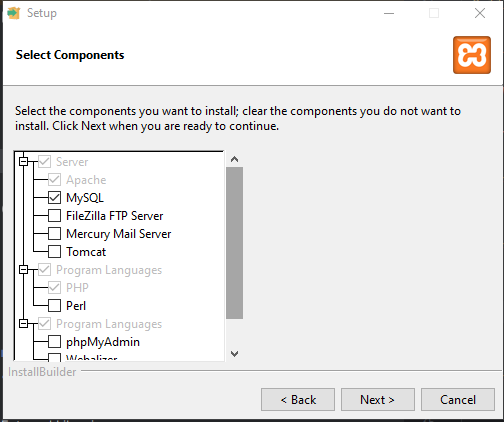 Setup
Select Components
Select the components you want to install; clear the components you do not want to
install. Click Next when you are ready to continue.
Server
Apache
MySQL
FileZilla FTP Server
Mercury Mail Server
Tomcat
Program Languages
PHP
Perl
Program Languages
phpMyAdmin
Webalizer
InstallBuilder
< Back
Next >
Cancel